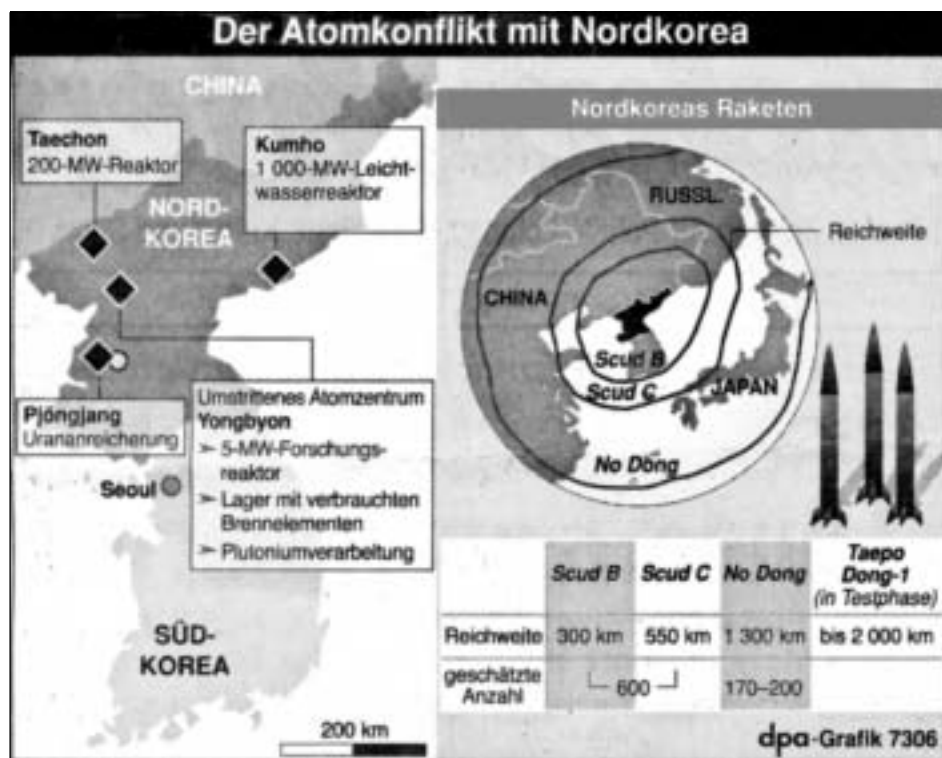 Der Atomkonflikt mit Nordkorea
CHINA
Taechon
200-MW-Reaktor
Kumho
1 000-MW-Leicht-
wasserreaktor
NORD-
KOREA
Pjöngjang
Urananreicherung
Umstrittenes Atomzentrum
Yongbyon
➢ 5-MW-Forschungs-
reaktor
➢ Lager mit verbrauchten
Brennelementen
➢ Plutoniumverarbeitung
Seoul
SÜD-
KOREA
200 km
Nordkoreas Raketen
RUSSL.
Reichweite
CHINA
Scud B
Scud C
JAPAN
No Dong
Scud B Scud C No Dong Taepo
Dong-1
(in Testphase)
Reichweite 300 km 550 km 1 300 km bis 2 000 km
geschätzte
Anzahl 600 170–200
dpa-Grafik 7306